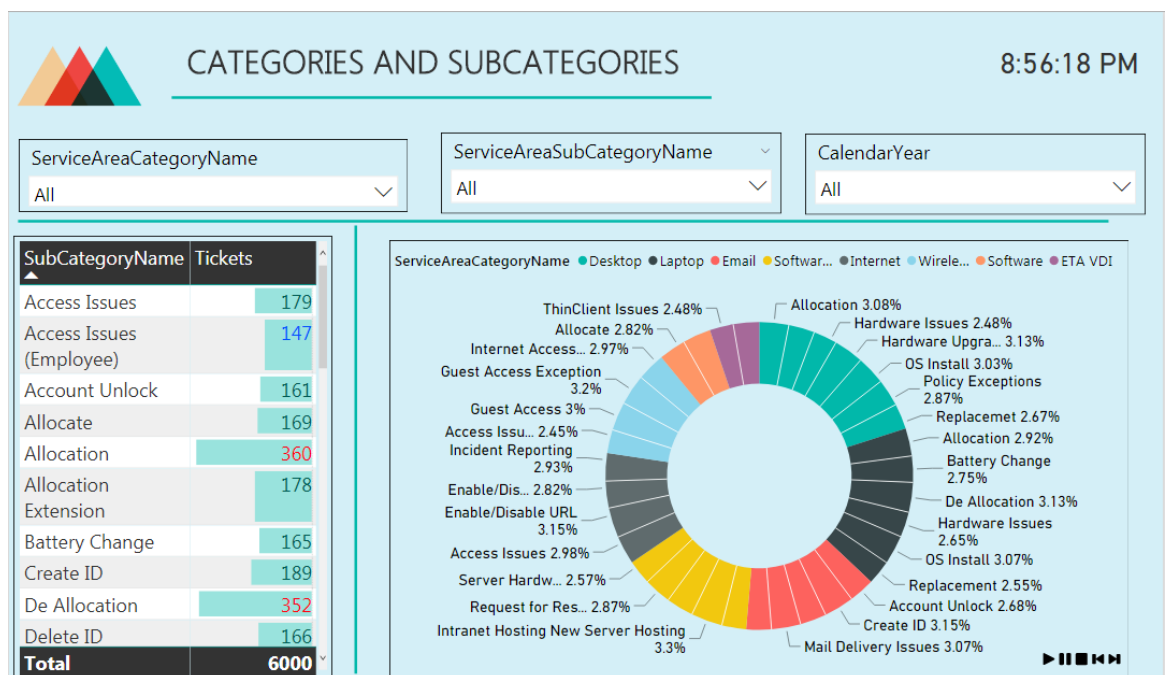 CATEGORIES AND SUBCATEGORIES
8:56:18 PM
ServiceAreaCategoryName
All
ServiceAreaSubCategoryName
All
CalendarYear
All
SubCategoryName Tickets
Access Issues 179
Access Issues 147
(Employee)
Account Unlock 161
Allocate 169
Allocation 360
Allocation 178
Extension
Battery Change 165
Create ID 189
De Allocation 352
Delete ID 166
Total 6000
ServiceAreaCategoryName Desktop Laptop Email Softwar... Internet Wirele... Software ETA VDI
Allocation 3.08%
Hardware Issues 2.48%
Hardware Upgra... 3.13%
OS Install 3.03%
Policy Exceptions
2.87%
Replacemet 2.67%
Allocation 2.92%
Battery Change
2.75%
De Allocation 3.13%
Hardware Issues
2.65%
OS Install 3.07%
Replacement 2.55%
Account Unlock 2.68%
Create ID 3.15%
Mail Delivery Issues 3.07%
Intranet Hosting New Server Hosting
3.3%
Request for Res... 2.87%
Server Hardw... 2.57%
Access Issues 2.98%
Enable/Disable URL
3.15%
Enable/Dis... 2.82%
Incident Reporting
2.93%
Access Issu... 2.45%
Guest Access 3%
Guest Access Exception
3.2%
Internet Access... 2.97%
Allocate 2.82%
ThinClient Issues 2.48%